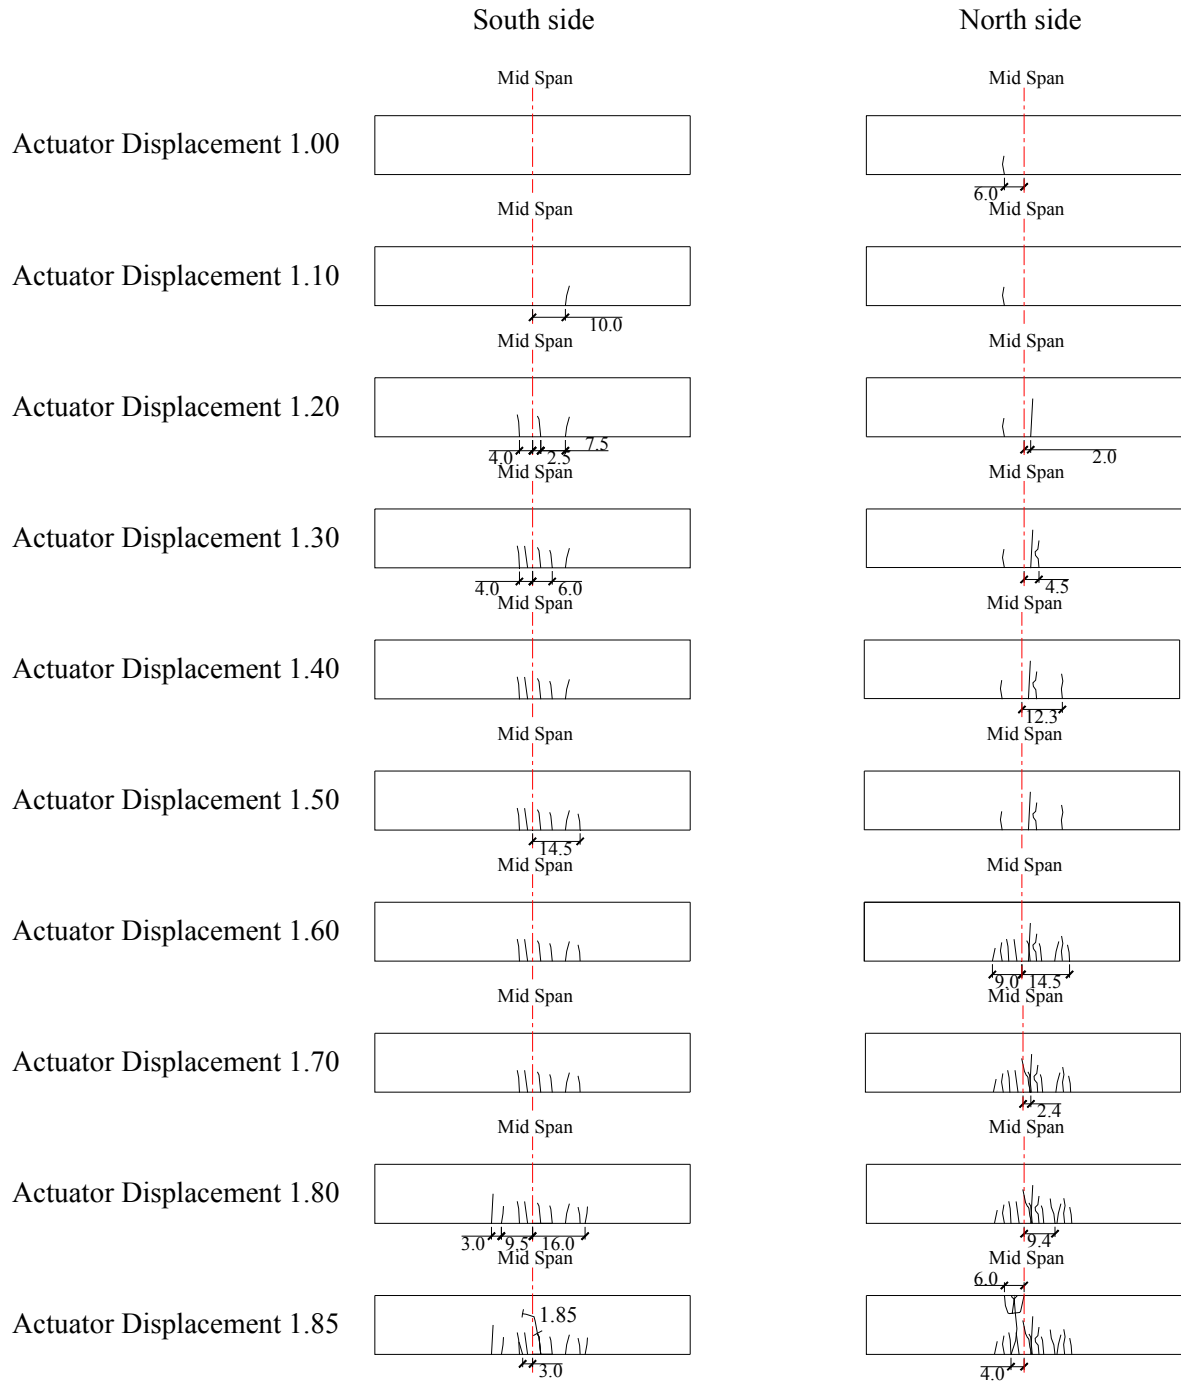 South side North side
Mid Span Mid Span
Actuator Displacement 1.00
6.0
Mid Span Mid Span
Actuator Displacement 1.10
10.0
Mid Span Mid Span
Actuator Displacement 1.20
4.0 2.5 7.5 2.0
Mid Span Mid Span
Actuator Displacement 1.30
4.0 6.0 4.5
Mid Span Mid Span
Actuator Displacement 1.40
12.3
Mid Span Mid Span
Actuator Displacement 1.50
14.5
Mid Span Mid Span
Actuator Displacement 1.60
9.0 14.5
Mid Span Mid Span
Actuator Displacement 1.70
2.4
Mid Span Mid Span
Actuator Displacement 1.80
3.0 9.5 16.0 9.4
Mid Span Mid Span
6.0
Actuator Displacement 1.85 1.85
3.0 4.0